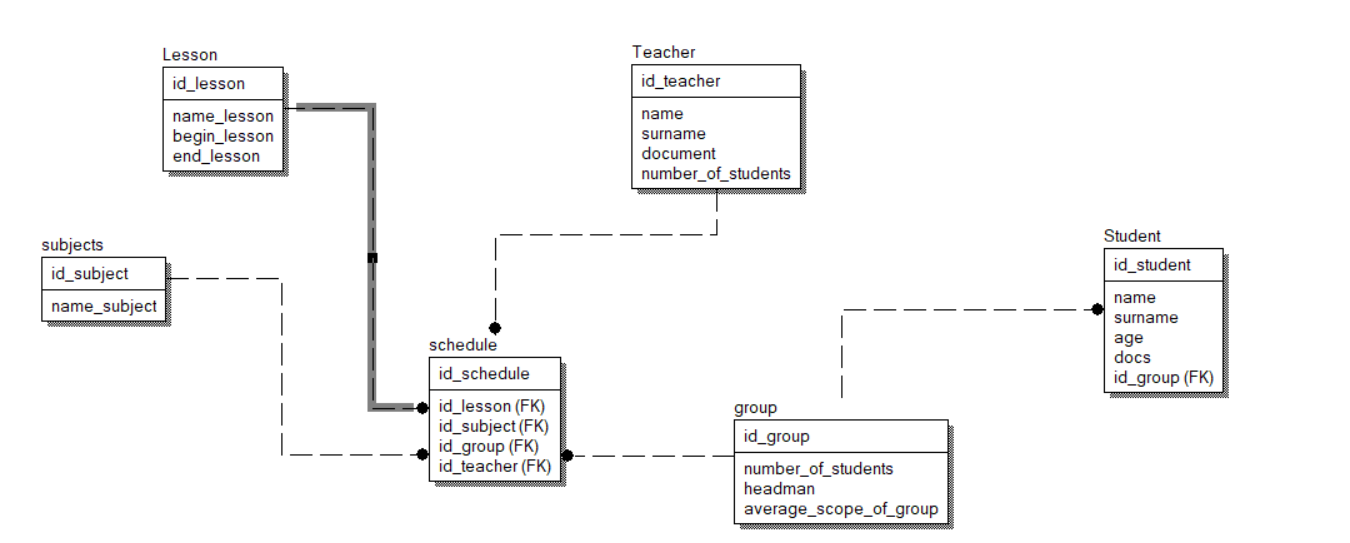 Lesson
id_lesson
name_lesson
begin_lesson
end_lesson
Teacher
id_teacher
name
surname
document
number_of_students
subjects
id_subject
name_subject
Student
id_student
name
surname
age
docs
id_group (FK)
schedule
id_schedule
id_lesson (FK)
id_subject (FK)
id_group (FK)
id_teacher (FK)
group
id_group
number_of_students
headman
average_scope_of_group